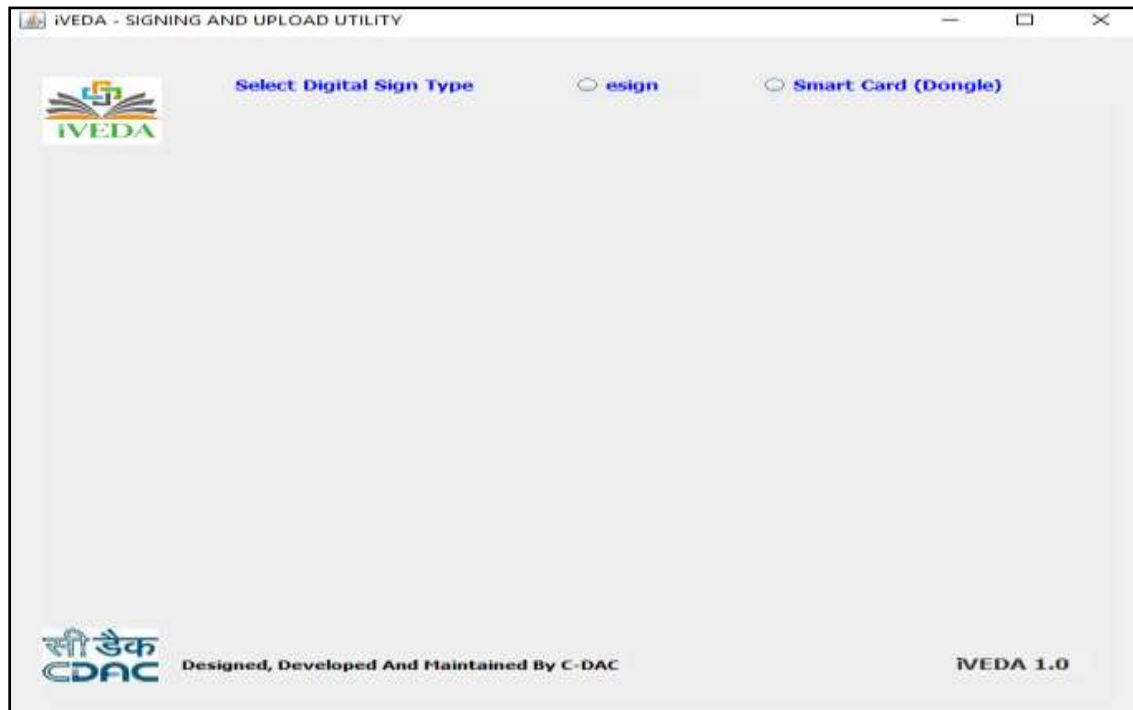 iVEDA - SIGNING AND UPLOAD UTILITY
Select Digital Sign Type esign Smart Card (Dongle)
iVEDA
सी डैक
CDAC
Designed, Developed And Maintained By C-DAC
iVEDA 1.0